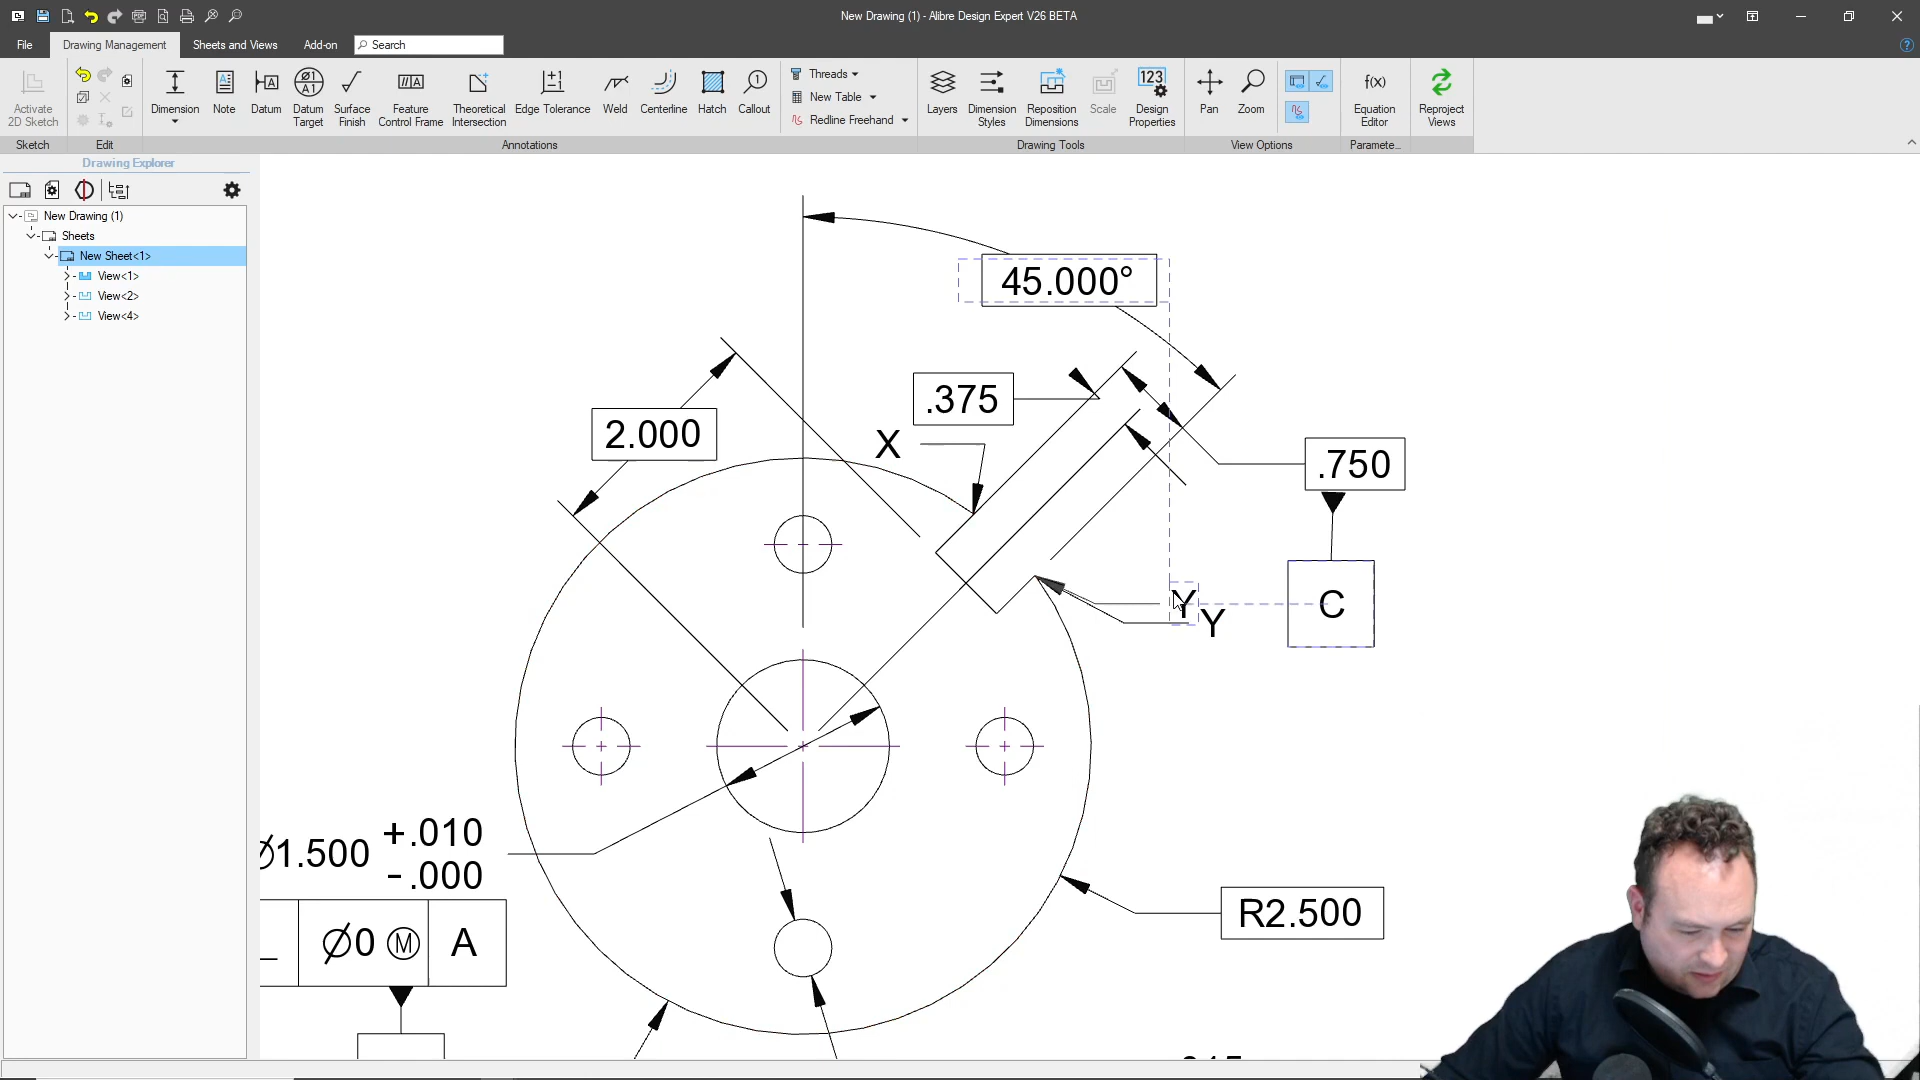 New Drawing (1) - Alibre Design Expert V26 BETA
File
Drawing Management
Sheets and Views
Add-on
Search
Activate
2D Sketch
Dimension
Note
Datum
Datum
Target
Surface
Finish
Feature
Control Frame
Theoretical
Intersection
Edge Tolerance
Weld
Centerline
Hatch
Callout
Threads
New Table
Redline Freehand
Layers
Dimension
Styles
Reposition
Dimensions
Scale
Design
Properties
Pan
Zoom
f(x)
Equation
Editor
Reproject
Views
Sketch
Edit
Annotations
Drawing Tools
View Options
Paramete...
Drawing Explorer
New Drawing (1)
Sheets
New Sheet<1>
View<1>
View<2>
View<4>
45.000°
.375
2.000
X
.750
Y
Y
C
⌀1.500 +.010
-.000
⌀0 Ⓜ A
R2.500